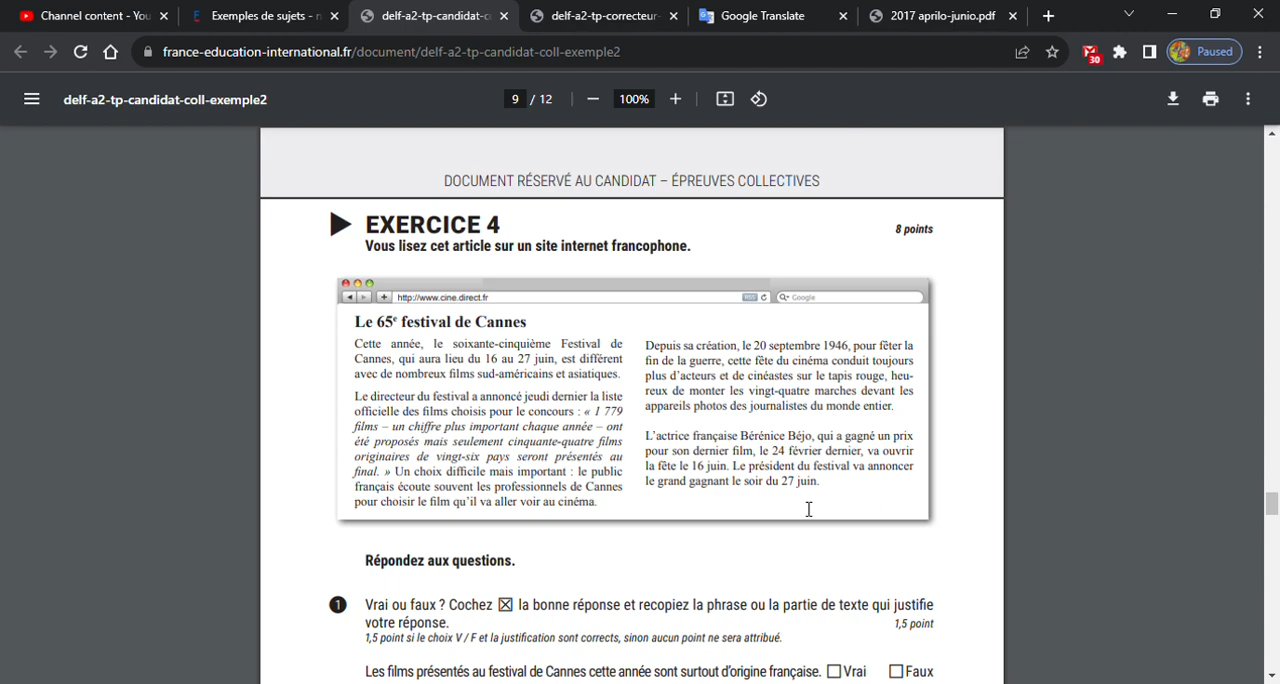 Channel content - You
Exemples de sujets - n
delf-a2-tp-candidat-c
delf-a2-tp-correcteur-
Google Translate
2017 aprilo-junio.pdf
france-education-international.fr/document/delf-a2-tp-candidat-coll-exemple2
30
Paused
delf-a2-tp-candidat-coll-exemple2
9 / 12
100%
DOCUMENT RÉSERVÉ AU CANDIDAT – ÉPREUVES COLLECTIVES
EXERCICE 4
8 points
Vous lisez cet article sur un site internet francophone.
http://www.cine.direct.fr
RSS
Google
Le 65e festival de Cannes
Cette année, le soixante-cinquième Festival de
Cannes, qui aura lieu du 16 au 27 juin, est différent
avec de nombreux films sud-américains et asiatiques.
Le directeur du festival a annoncé jeudi dernier la liste
officielle des films choisis pour le concours : « 1 779
films – un chiffre plus important chaque année – ont
été proposés mais seulement cinquante-quatre films
originaires de vingt-six pays seront présentés au
final. » Un choix difficile mais important : le public
français écoute souvent les professionnels de Cannes
pour choisir le film qu'il va aller voir au cinéma.
Depuis sa création, le 20 septembre 1946, pour fêter la
fin de la guerre, cette fête du cinéma conduit toujours
plus d'acteurs et de cinéastes sur le tapis rouge, heu-
reux de monter les vingt-quatre marches devant les
appareils photos des journalistes du monde entier.
L'actrice française Bérénice Béjo, qui a gagné un prix
pour son dernier film, le 24 février dernier, va ouvrir
la fête le 16 juin. Le président du festival va annoncer
le grand gagnant le soir du 27 juin.
Répondez aux questions.
1 Vrai ou faux ? Cochez ☒ la bonne réponse et recopiez la phrase ou la partie de texte qui justifie
votre réponse.
1,5 point
1,5 point si le choix V / F et la justification sont corrects, sinon aucun point ne sera attribué.
Les films présentés au festival de Cannes cette année sont surtout d'origine française. ☐ Vrai ☐ Faux